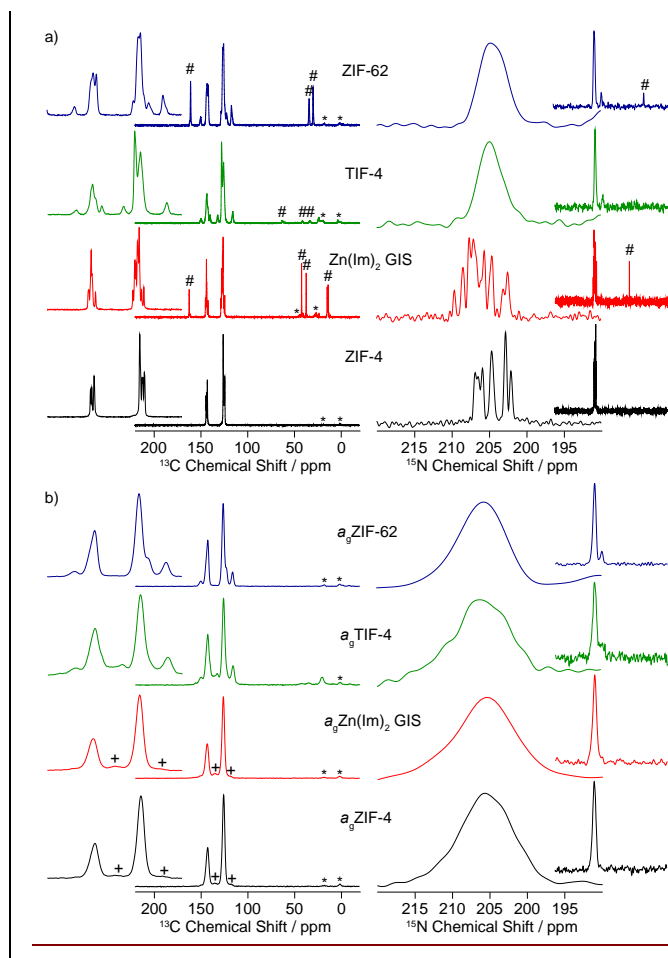 a)
#
#
#
#
ZIF-62
* *
TIF-4
#
##
* *
Zn(Im)₂ GIS
#
#
#
#
* *
ZIF-4
* *
200 150 100 50 0
215 210 205 200 195
¹³C Chemical Shift / ppm
¹⁵N Chemical Shift / ppm
b)
agZIF-62
* *
agTIF-4
*
agZn(Im)₂ GIS
+ + + +
* *
agZIF-4
+ + + +
* *
200 150 100 50 0
215 210 205 200 195
¹³C Chemical Shift / ppm
¹⁵N Chemical Shift / ppm